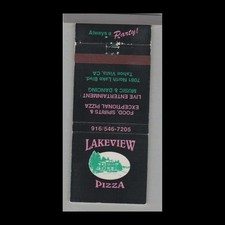 Always a Party!
7081 North Lake Blvd.
Tahoe Vista, CA
MUSIC & DANCING
LIVE ENTERTAINMENT
EXCEPTIONAL PIZZA
FOOD, SPIRITS &
916/546-7205
LAKEVIEW
PIZZA